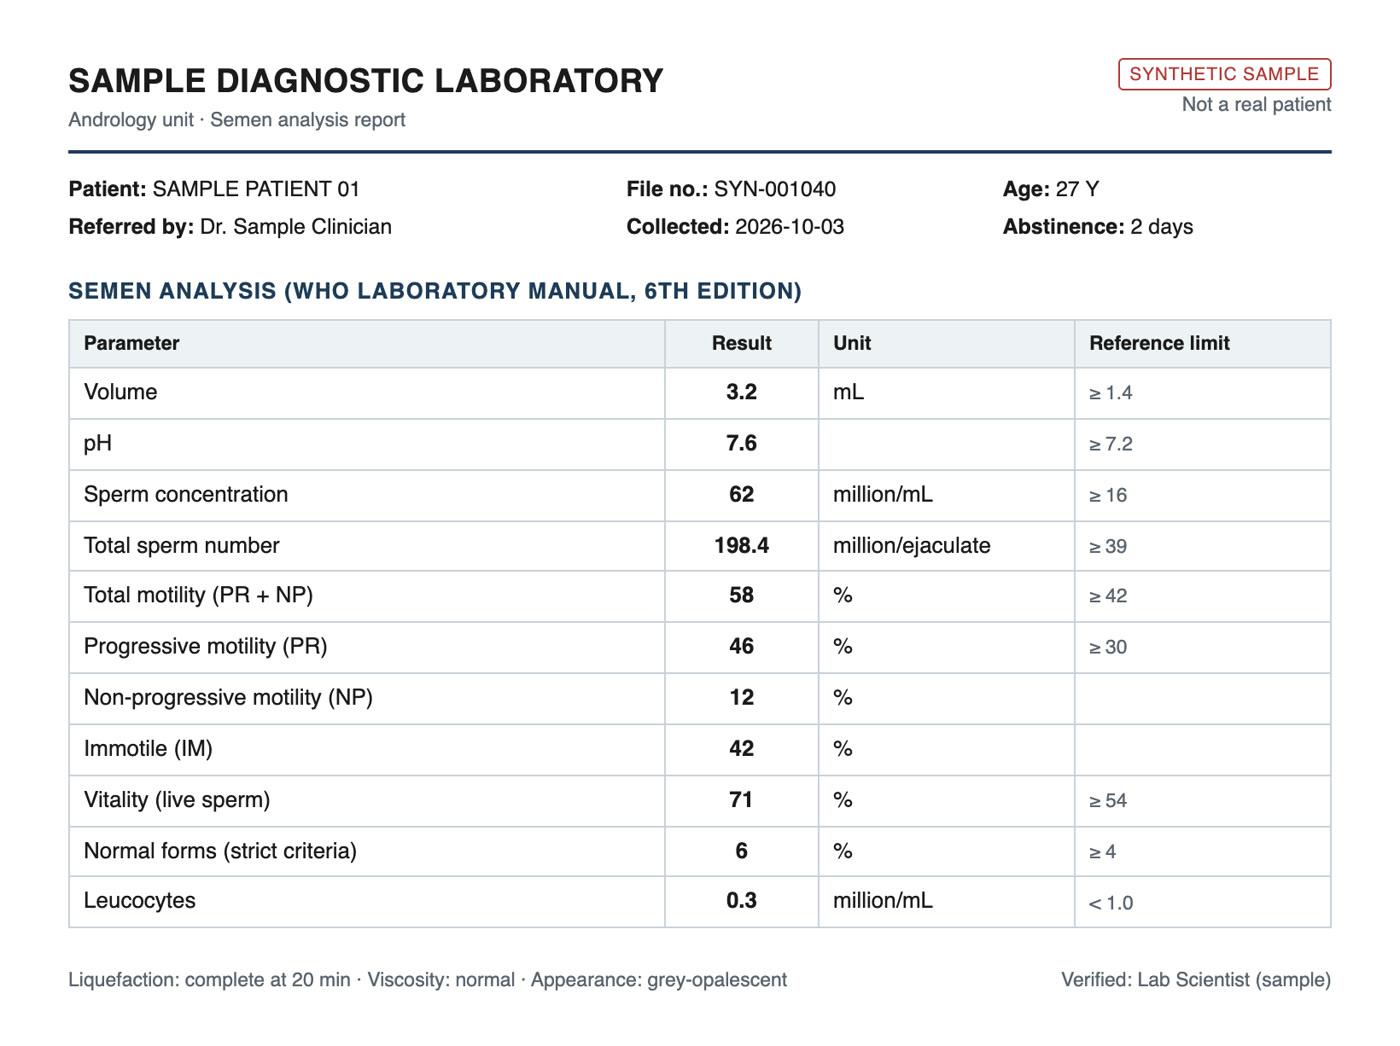 SAMPLE DIAGNOSTIC LABORATORY
SYNTHETIC SAMPLE
Andrology unit · Semen analysis report
Not a real patient
Patient: SAMPLE PATIENT 01 File no.: SYN-001040 Age: 27 Y
Referred by: Dr. Sample Clinician Collected: 2026-10-03 Abstinence: 2 days
SEMEN ANALYSIS (WHO LABORATORY MANUAL, 6TH EDITION)
Parameter Result Unit Reference limit
Volume 3.2 mL ≥ 1.4
pH 7.6 ≥ 7.2
Sperm concentration 62 million/mL ≥ 16
Total sperm number 198.4 million/ejaculate ≥ 39
Total motility (PR + NP) 58 % ≥ 42
Progressive motility (PR) 46 % ≥ 30
Non-progressive motility (NP) 12 %
Immotile (IM) 42 %
Vitality (live sperm) 71 % ≥ 54
Normal forms (strict criteria) 6 % ≥ 4
Leucocytes 0.3 million/mL < 1.0
Liquefaction: complete at 20 min · Viscosity: normal · Appearance: grey-opalescent Verified: Lab Scientist (sample)